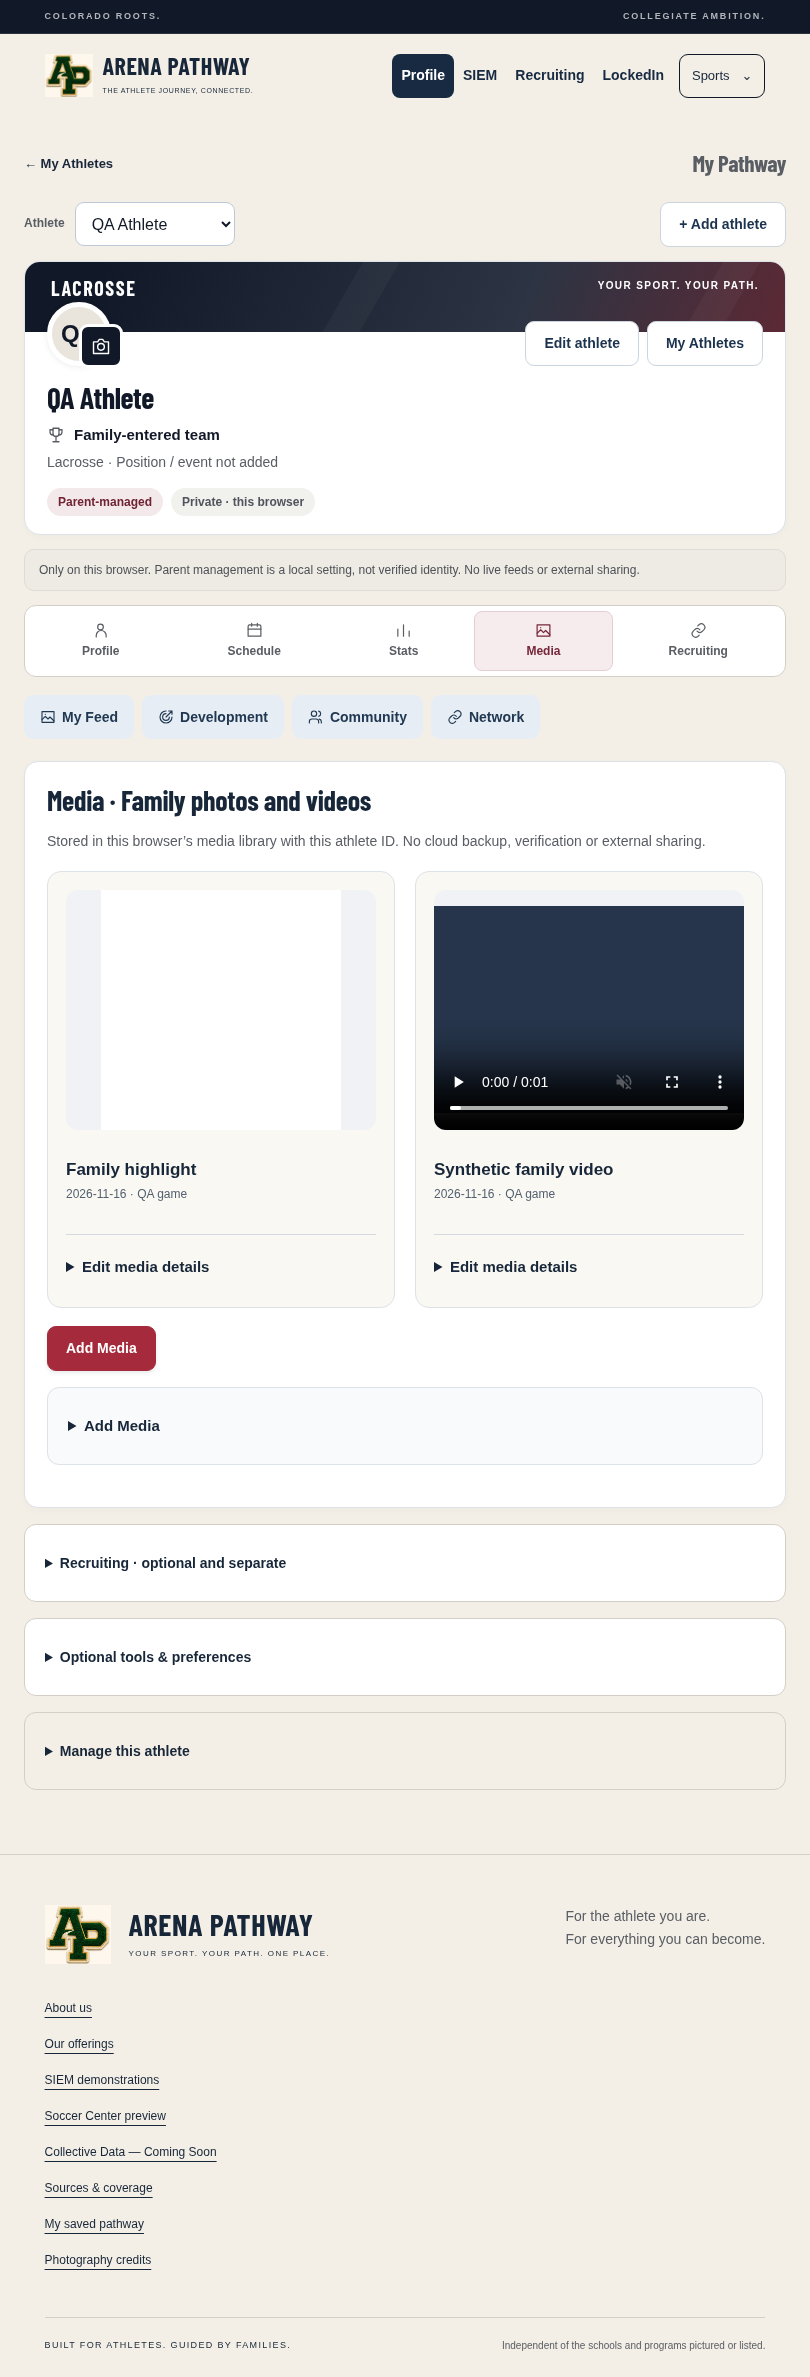 COLORADO ROOTS.
COLLEGIATE AMBITION.
AP
ARENA PATHWAY
THE ATHLETE JOURNEY, CONNECTED.
Profile
SIEM
Recruiting
LockedIn
Sports
← My Athletes
My Pathway
Athlete
QA Athlete
+ Add athlete
LACROSSE
YOUR SPORT. YOUR PATH.
Q
Edit athlete
My Athletes
QA Athlete
Family-entered team
Lacrosse · Position / event not added
Parent-managed
Private · this browser
Only on this browser. Parent management is a local setting, not verified identity. No live feeds or external sharing.
Profile
Schedule
Stats
Media
Recruiting
My Feed
Development
Community
Network
Media · Family photos and videos
Stored in this browser’s media library with this athlete ID. No cloud backup, verification or external sharing.
0:00 / 0:01
Family highlight
2026-11-16 · QA game
Edit media details
Synthetic family video
2026-11-16 · QA game
Edit media details
Add Media
Add Media
Recruiting · optional and separate
Optional tools & preferences
Manage this athlete
AP
ARENA PATHWAY
YOUR SPORT. YOUR PATH. ONE PLACE.
For the athlete you are.
For everything you can become.
About us
Our offerings
SIEM demonstrations
Soccer Center preview
Collective Data — Coming Soon
Sources & coverage
My saved pathway
Photography credits
BUILT FOR ATHLETES. GUIDED BY FAMILIES.
Independent of the schools and programs pictured or listed.